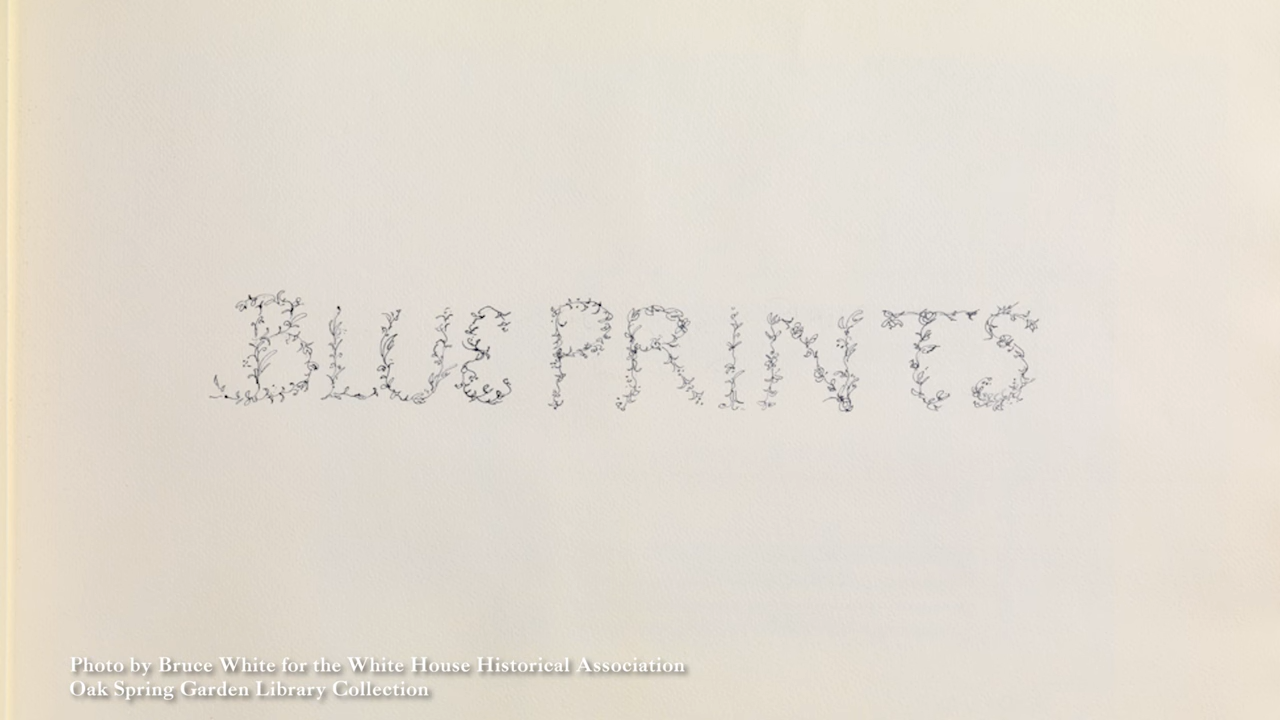 BLUE PRINTS
Photo by Bruce White for the White House Historical Association
Oak Spring Garden Library Collection